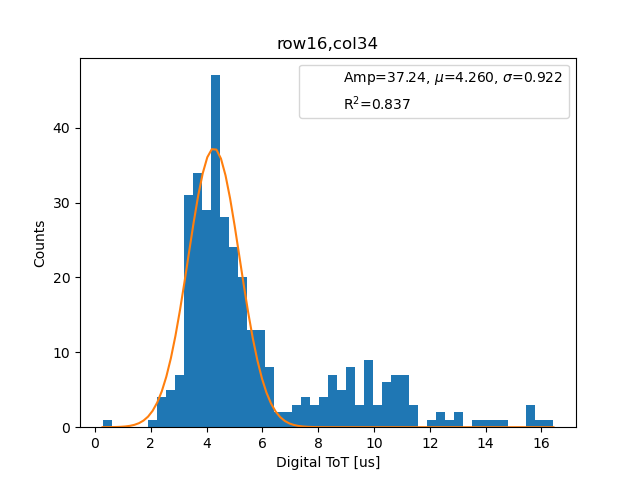 row16,col34
Amp=37.24, μ=4.260, σ=0.922
R²=0.837
Counts
40
30
20
10
0
0 2 4 6 8 10 12 14 16
Digital ToT [us]